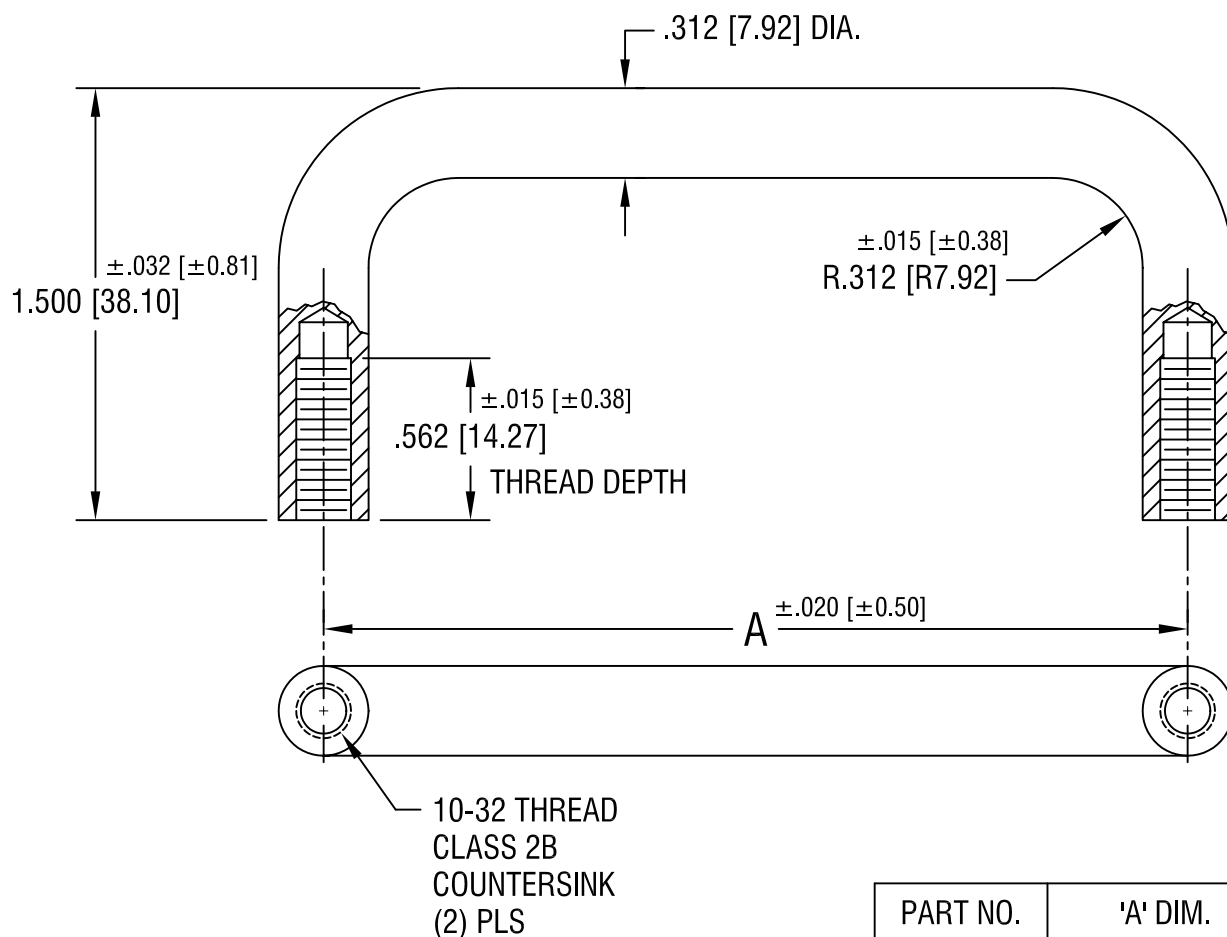 .312 [7.92] DIA.
±.032 [±0.81]
1.500 [38.10]
±.015 [±0.38]
R.312 [R7.92]
±.015 [±0.38]
.562 [14.27]
THREAD DEPTH
A ±.020 [±0.50]
10-32 THREAD
CLASS 2B
COUNTERSINK
(2) PLS
PART NO. 'A' DIM.